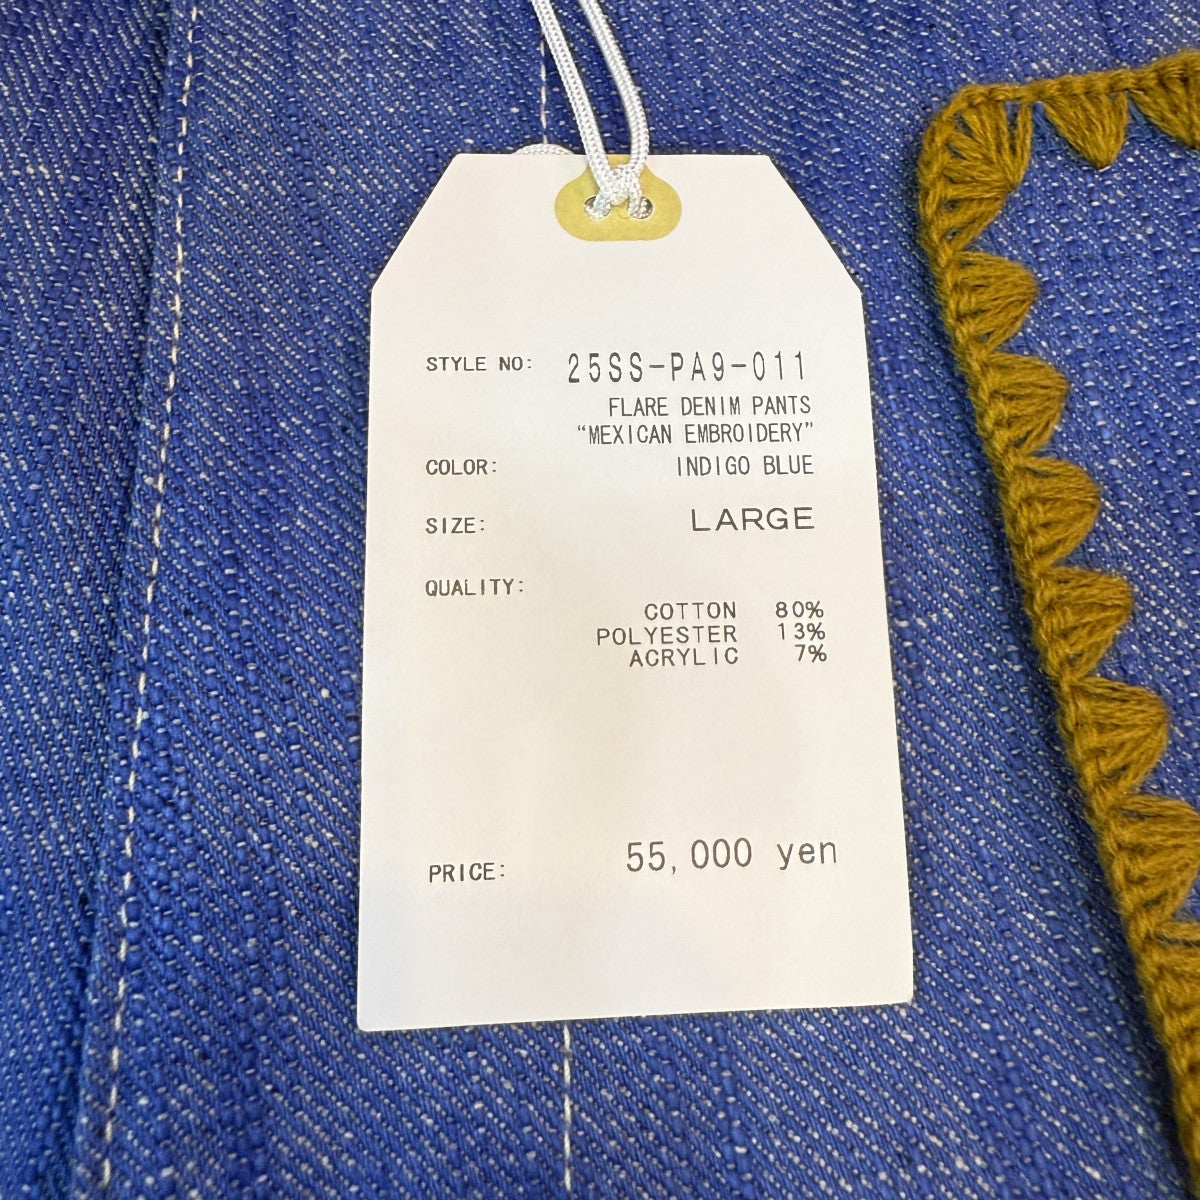 STYLE NO: 25SS-PA9-011
FLARE DENIM PANTS
“MEXICAN EMBROIDERY”
COLOR: INDIGO BLUE
SIZE: LARGE
QUALITY:
COTTON 80%
POLYESTER 13%
ACRYLIC 7%
PRICE: 55,000 yen